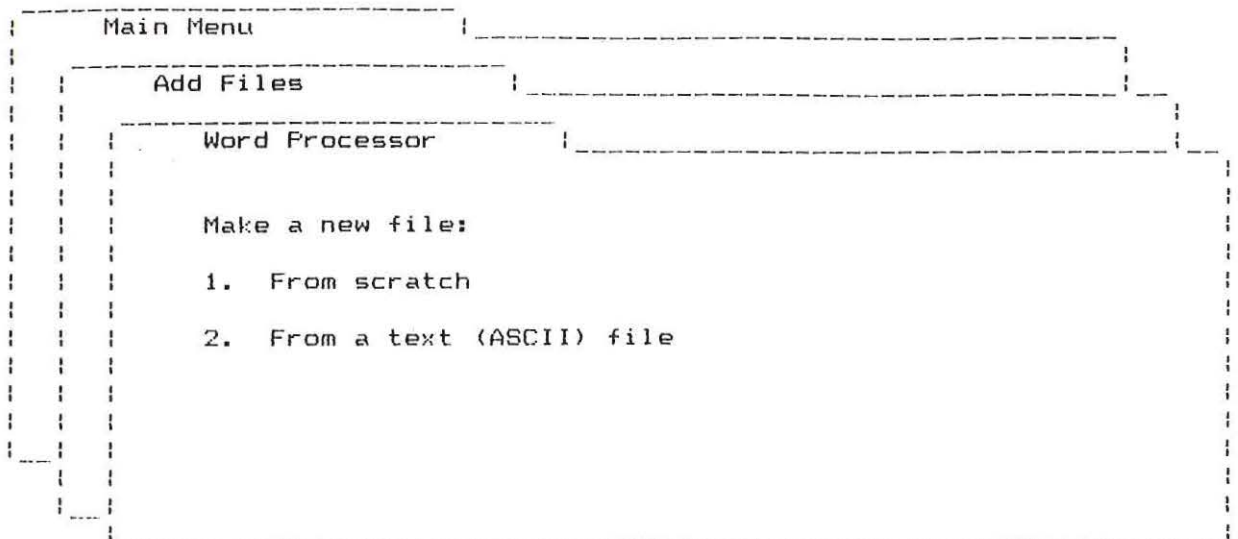 Main Menu
Add Files
Word Processor
Make a new file:
1. From scratch
2. From a text (ASCII) file